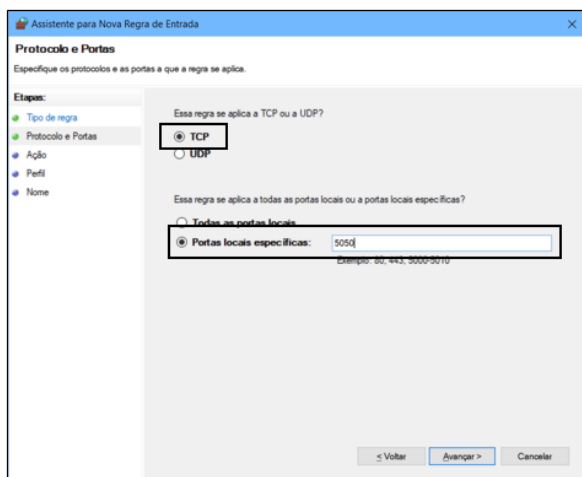 Assistente para Nova Regra de Entrada
Protocolo e Portas
Especifique os protocolos e as portas a que a regra se aplica.
Etapas:
Tipo de regra
Protocolo e Portas
Ação
Perfil
Nome
Essa regra se aplica a TCP ou a UDP?
TCP
UDP
Essa regra se aplica a todas as portas locais ou a portas locais específicas?
Todas as portas locais
Portas locais específicas:
5050
Exemplo: 80, 443, 5000-5010
< Voltar
Avançar >
Cancelar